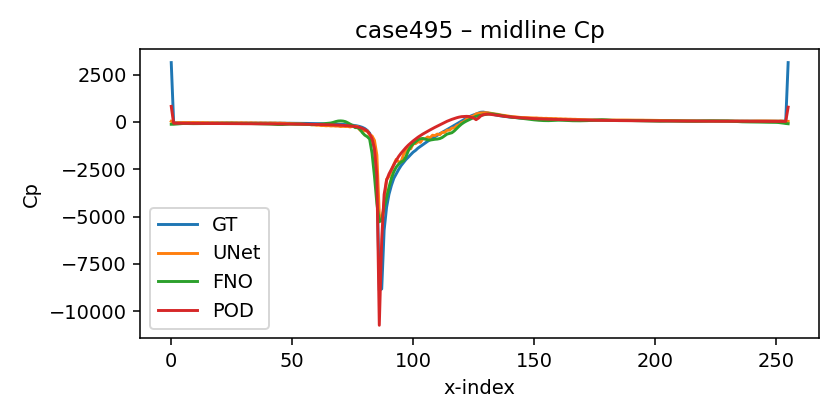 case495 – midline Cp
2500
0
−2500
−5000
−7500
−10000
Cp
GT
UNet
FNO
POD
0 50 100 150 200 250
x-index